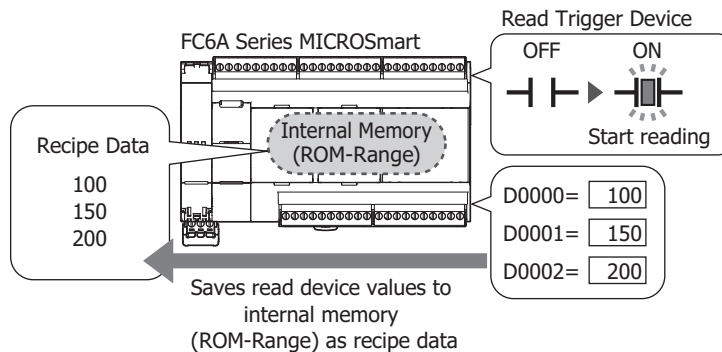 Read Trigger Device
FC6A Series MICROSmart
OFF
ON
Start reading
Internal Memory
(ROM-Range)
Recipe Data
100
150
200
D0000= 100
D0001= 150
D0002= 200
Saves read device values to
internal memory
(ROM-Range) as recipe data